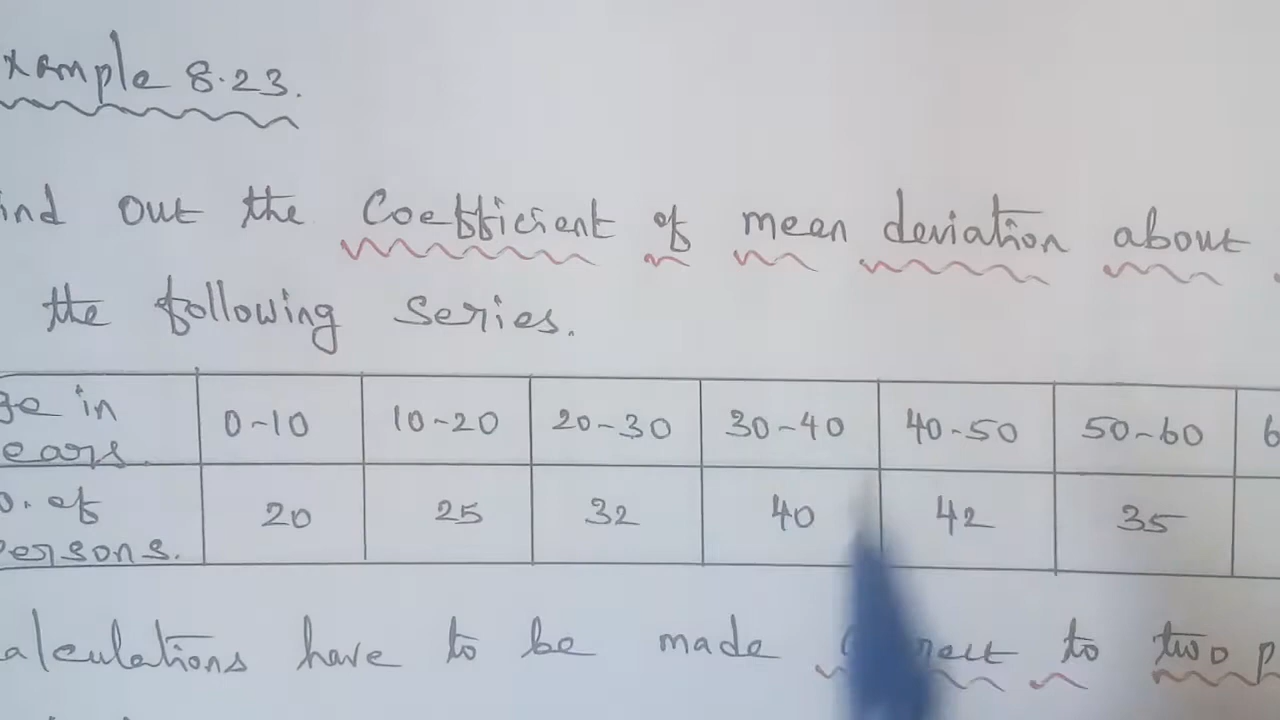 xample 8.23.
ind out the Coefficient of mean deviation about
the following series.
ge in ears. 0-10 10-20 20-30 30-40 40-50 50-60 6
o. of Persons. 20 25 32 40 42 35
alculations have to be made to two p